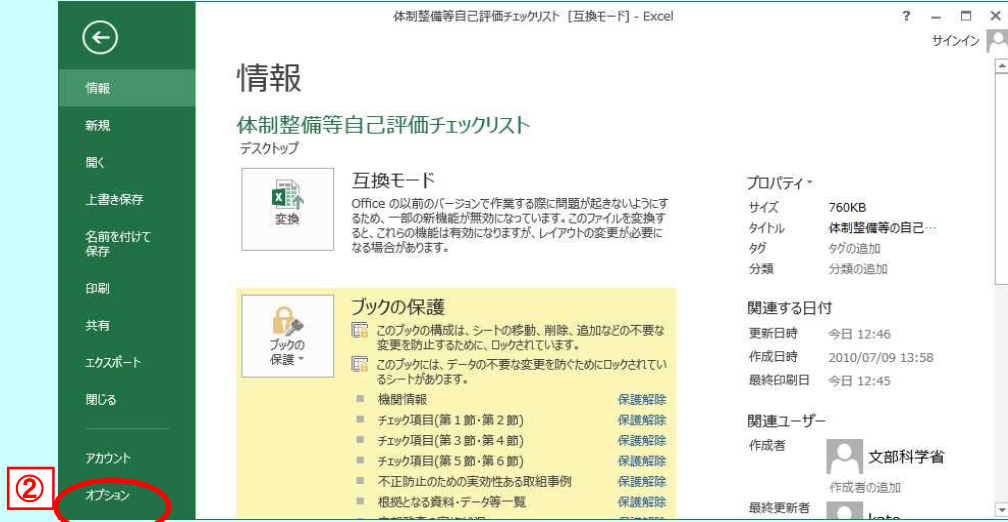 体制整備等自己評価チェックリスト [互換モード] - Excel
?
サインイン
情報
新規
開く
上書き保存
名前を付けて
保存
印刷
共有
エクスポート
閉じる
アカウント
②
オプション
情報
体制整備等自己評価チェックリスト
デスクトップ
変換
互換モード
Office の以前のバージョンで作業する際に問題が起きないようにす
るため、一部の新機能が無効になっています。このファイルを変換す
ると、これらの機能は有効になりますが、レイアウトの変更が必要に
なる場合があります。
ブックの
保護
ブックの保護
このブックの構成は、シートの移動、削除、追加などの不要な
変更を防止するために、ロックされています。
このブックには、データの不要な変更を防ぐためにロックされてい
るシートがあります。
機関情報 保護解除
チェック項目(第1節・第2節) 保護解除
チェック項目(第3節・第4節) 保護解除
チェック項目(第5節・第6節) 保護解除
不正防止のための実効性ある取組事例 保護解除
根拠となる資料・データ等一覧 保護解除
プロパティ
サイズ 760KB
タイトル 体制整備等の自己…
タグ タグの追加
分類 分類の追加
関連する日付
更新日時 今日 12:46
作成日時 2010/07/09 13:58
最終印刷日 今日 12:45
関連ユーザー
作成者 文部科学省
作成者の追加
最終更新者